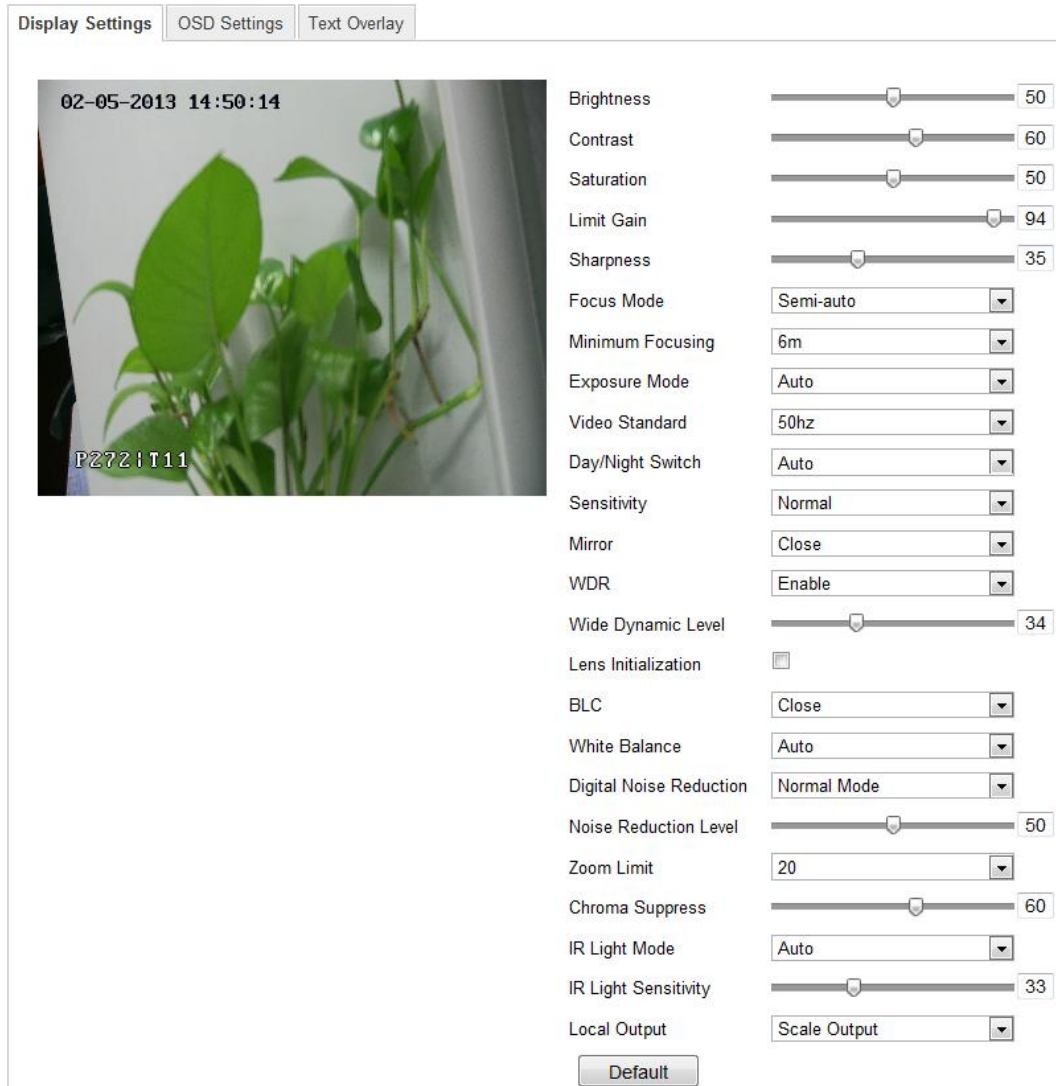 Display Settings OSD Settings Text Overlay
02-05-2013 14:50:14
Brightness 50
Contrast 60
Saturation 50
Limit Gain 94
Sharpness 35
Focus Mode Semi-auto
Minimum Focusing 6m
Exposure Mode Auto
Video Standard 50hz
Day/Night Switch Auto
P272IT11
Sensitivity Normal
Mirror Close
WDR Enable
Wide Dynamic Level 34
Lens Initialization
BLC Close
White Balance Auto
Digital Noise Reduction Normal Mode
Noise Reduction Level 50
Zoom Limit 20
Chroma Suppress 60
IR Light Mode Auto
IR Light Sensitivity 33
Local Output Scale Output
Default